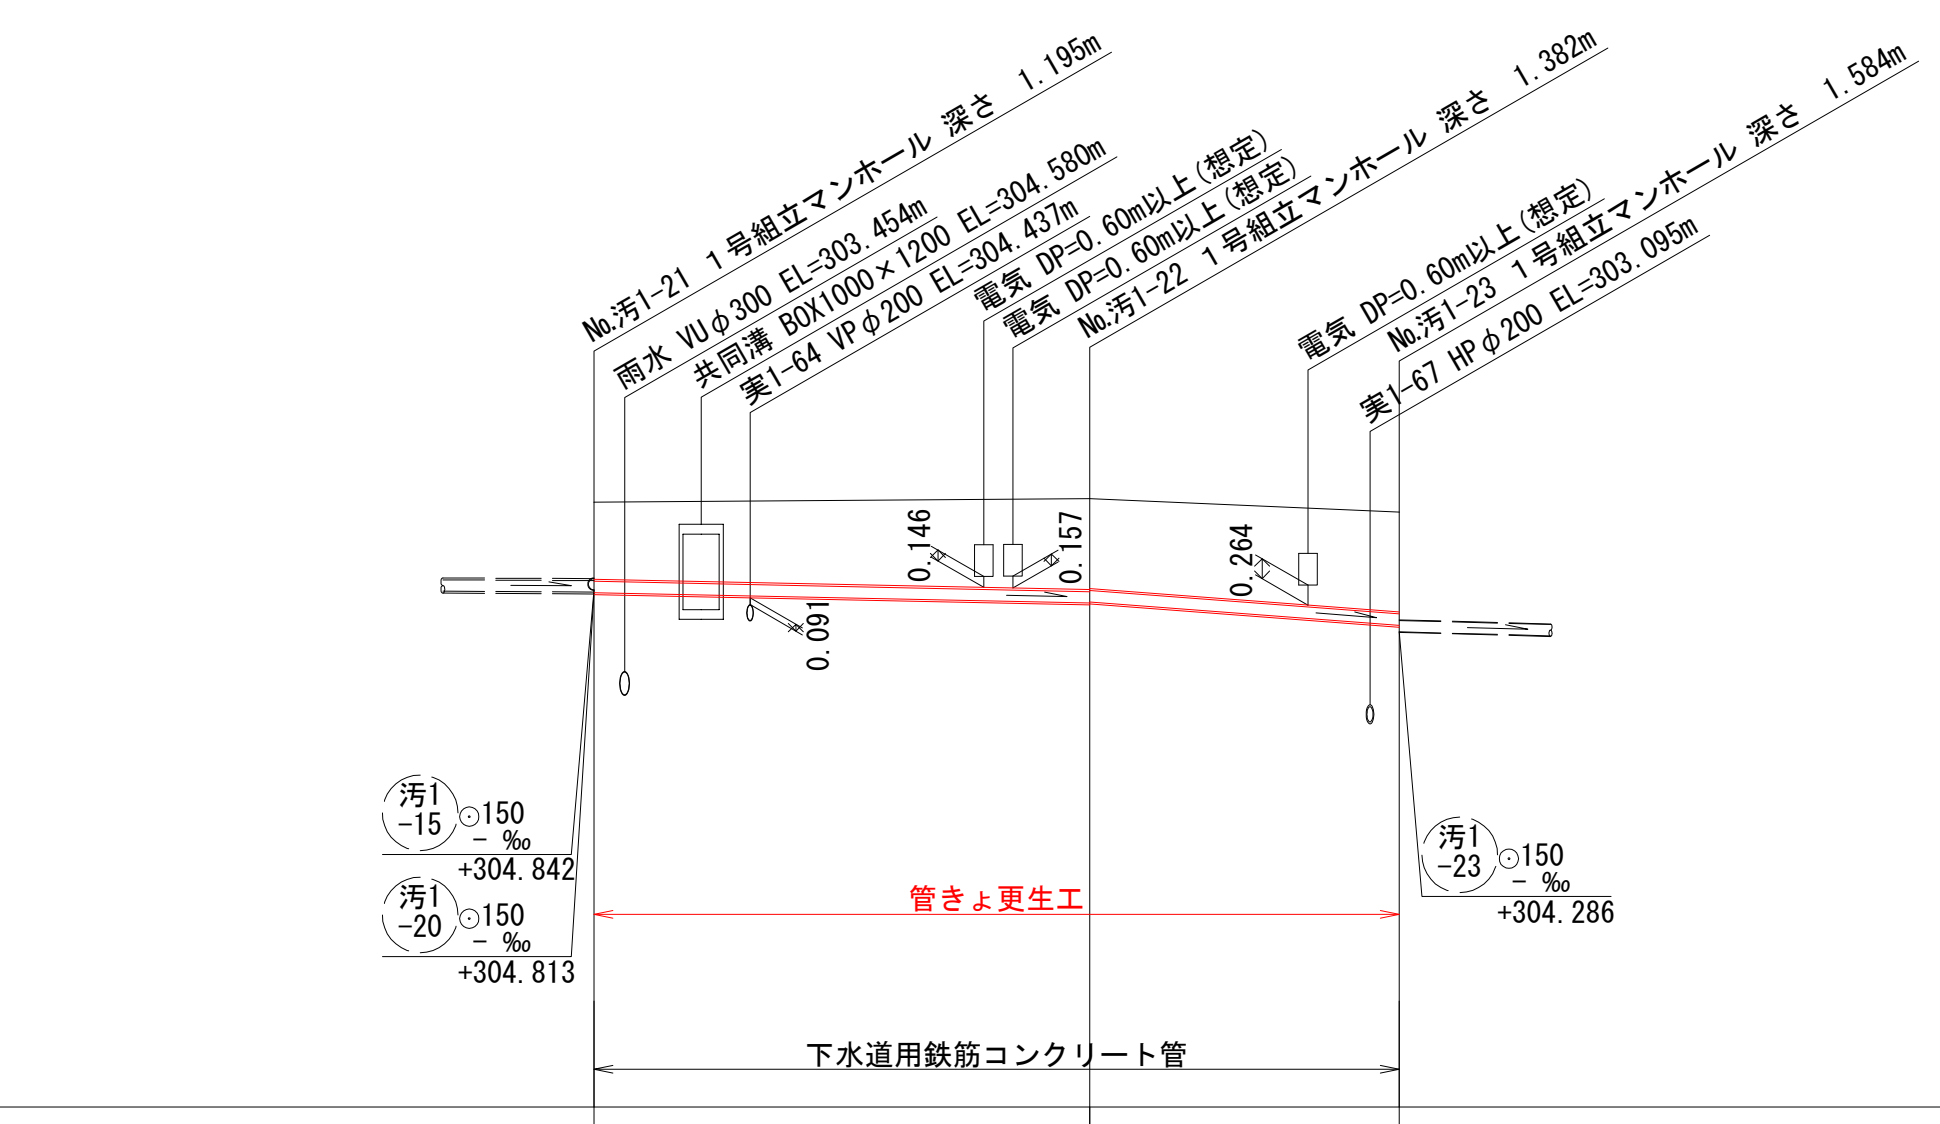 №汚1-21 1号組立マンホール 深さ 1.195m
雨水 VUφ300 EL=303.454m
共同溝 BOX1000×1200 EL=304.580m
実1-64 VPφ200 EL=304.437m
電気 DP=0.60m以上(想定)
電気 DP=0.60m以上(想定)
№汚1-22 1号組立マンホール 深さ 1.382m
電気 DP=0.60m以上(想定)
№汚1-23 1号組立マンホール 深さ 1.584m
実1-67 HPφ200 EL=303.095m
0.146
0.157
0.264
0.091
汚1
-15
150
- ‰
+304.842
汚1
-20
150
- ‰
+304.813
汚1
-23
150
- ‰
+304.286
管きょ更生工
下水道用鉄筋コンクリート管